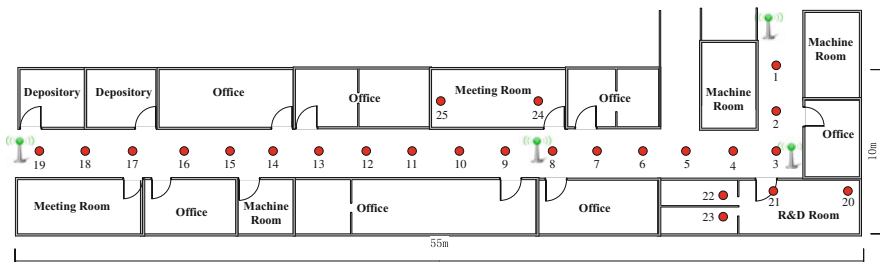 Machine
Room
Depository
Depository
Office
Office
Meeting Room
Office
Machine
Room
Office
1
2
25
24
19
18
17
16
15
14
13
12
11
10
9
8
7
6
5
4
3
10m
Meeting Room
Office
Machine
Room
Office
Office
22
23
21
20
R&D Room
55m